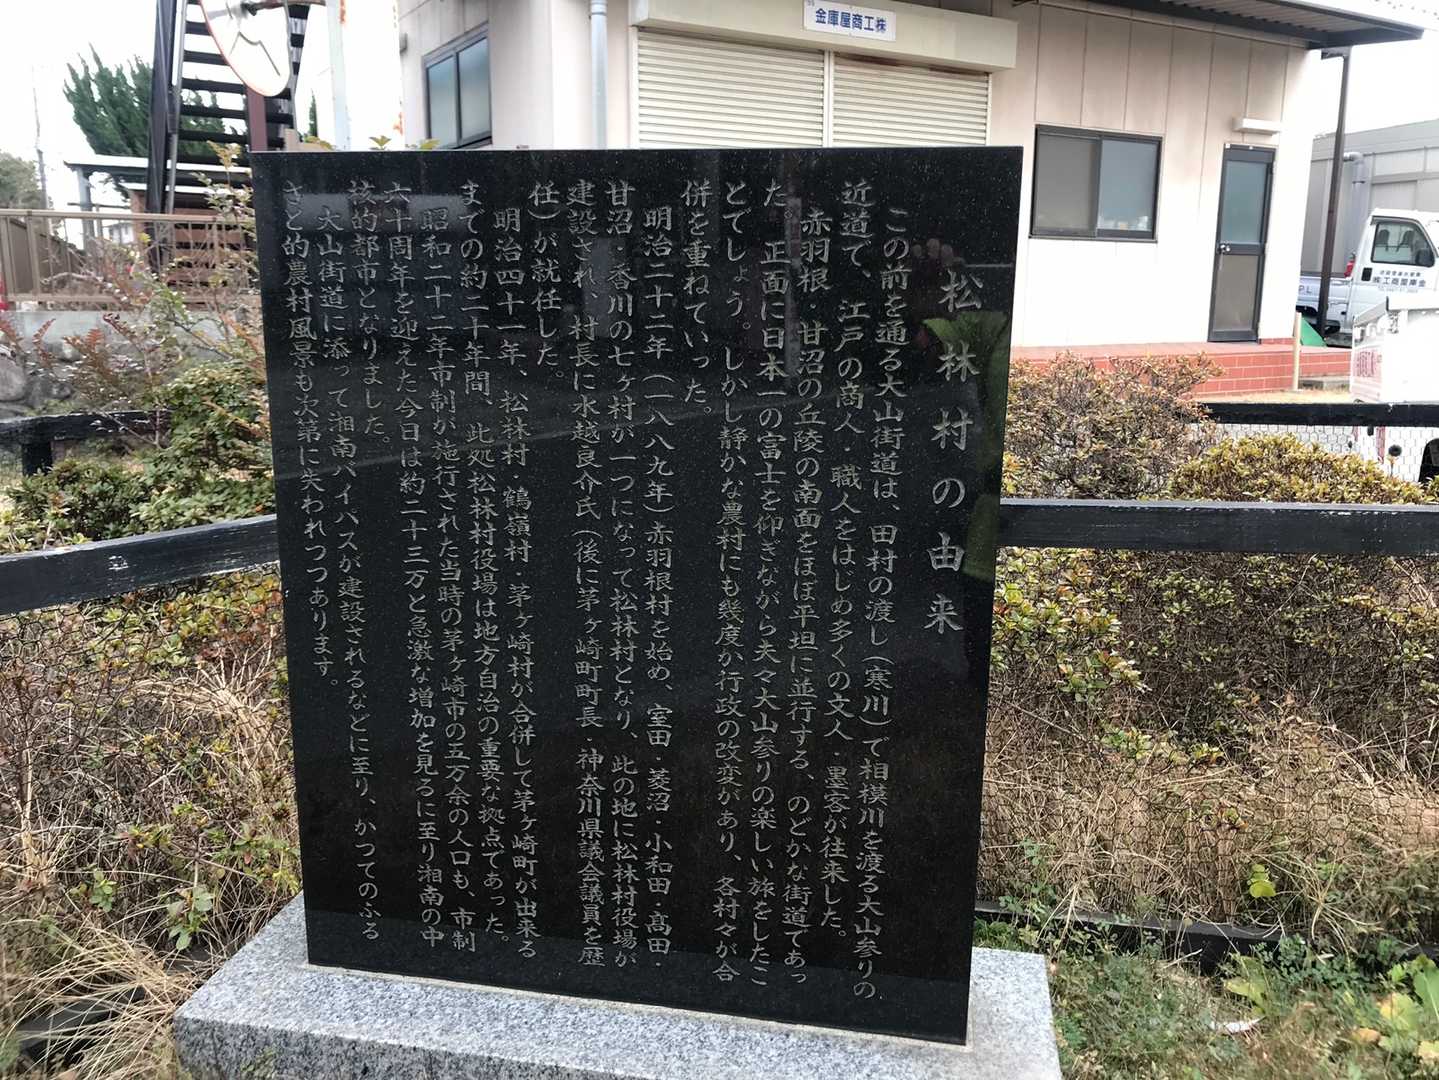 金庫屋商工㈱
松林村の由来
この前を通る大山街道は、田村の渡し(寒川)で相模川を渡る大山参りの
近道で、江戸の商人・職人をはじめ多くの文人・墨客が往来した。
赤羽根・甘沼の丘陵の南面をほぼ平坦に並行する、のどかな街道であっ
た。正面に日本一の富士を仰ぎながら夫々大山参りの楽しい旅をしたこ
とでしょう。しかし静かな農村にも幾度か行政の改変があり、各村々が合
併を重ねていった。
明治二十二年(一八八九年)赤羽根村を始め、室田・菱沼・小和田・高田・
甘沼・香川の七ヶ村が一つになって松林村となり、此の地に松林村役場が
建設され、村長に水越良介氏(後に茅ヶ崎町町長・神奈川県議会議員を歴
任)が就任した。
明治四十一年、松林村・鶴嶺村・茅ヶ崎村が合併して茅ヶ崎町が出来る
までの約二十年間、此処松林村役場は地方自治の重要な拠点であった。
昭和二十二年市制が施行された当時の茅ヶ崎市の五万余の人口も、市制
六十周年を迎えた今日は約二十三万と急激な増加を見るに至り湘南の中
核的都市となりました。
大山街道に添って湘南バイパスが建設されるなどに至り、かつてのふる
さと的農村風景も次第に失われつつあります。
㈱工商屋庫金